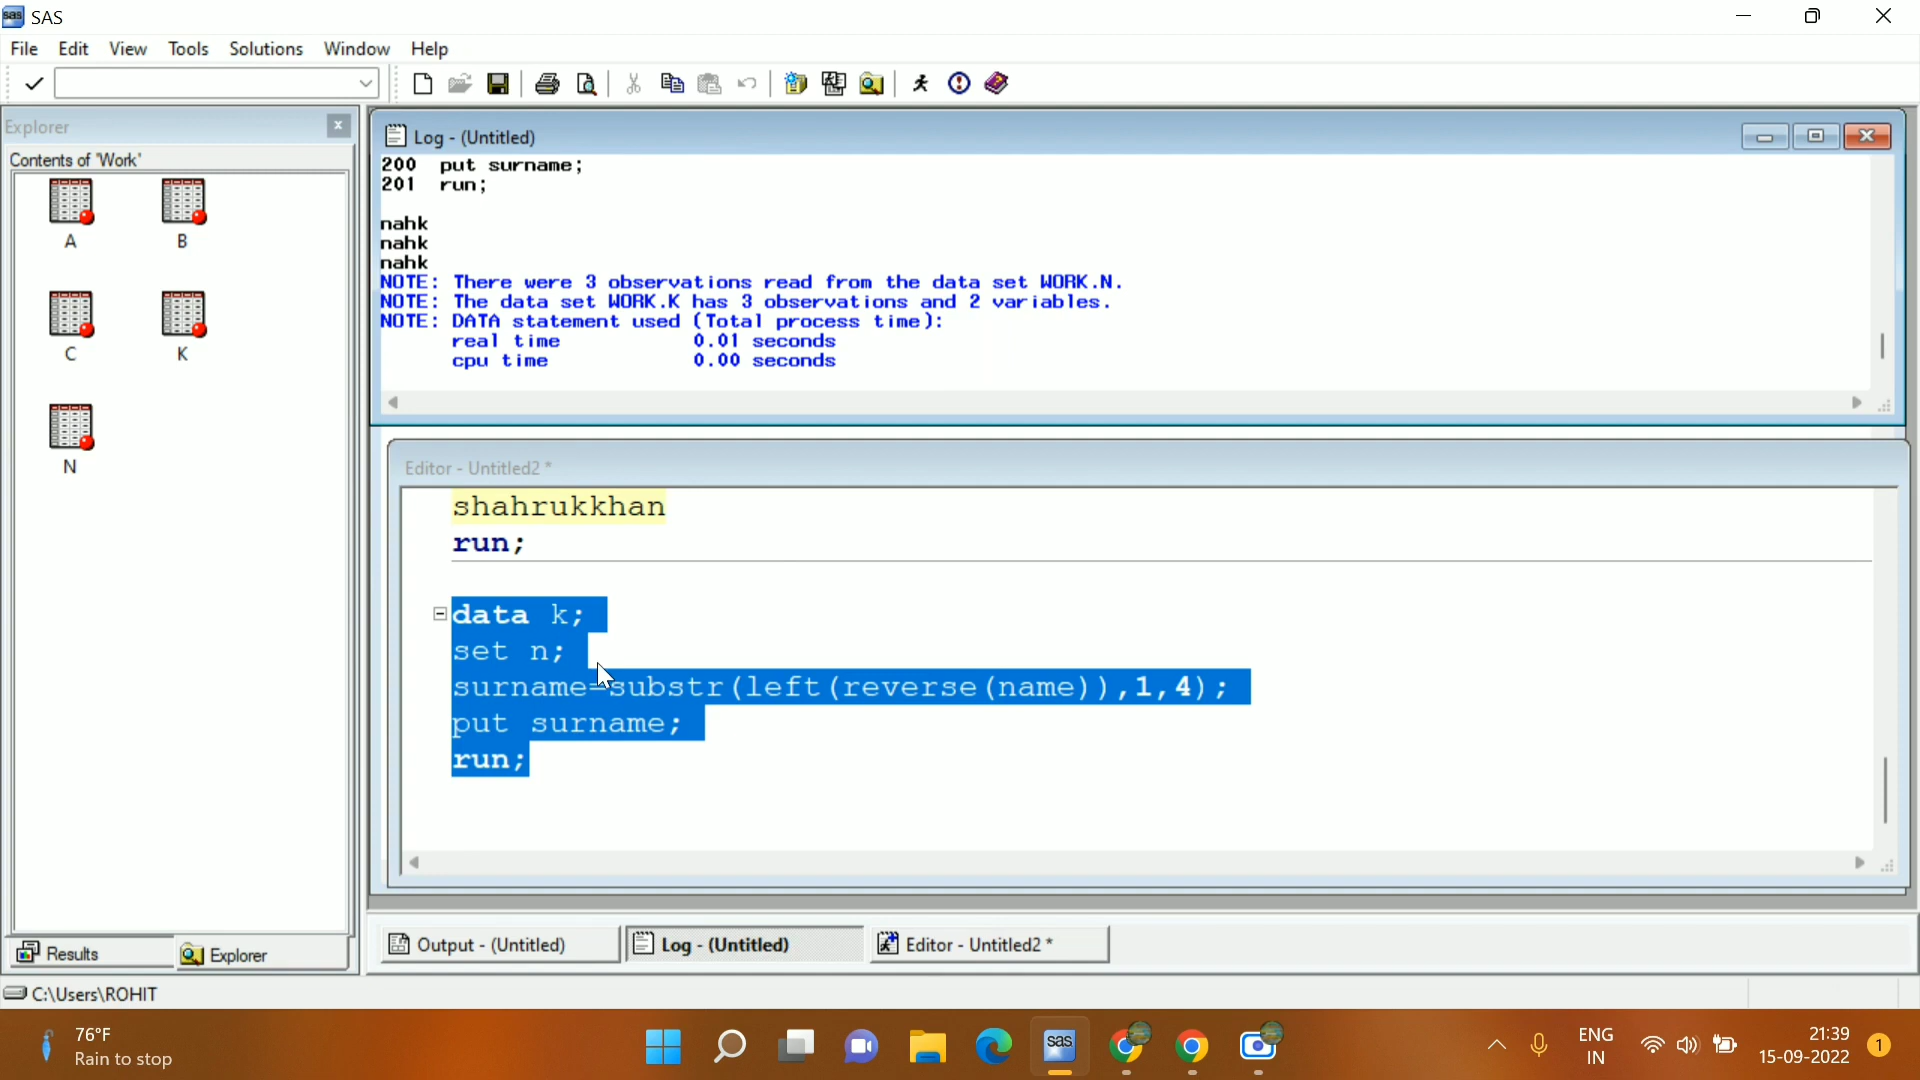 SAS
File Edit View Tools Solutions Window Help
Explorer
Contents of 'Work'
A B
C K
N
Results Explorer
Log - (Untitled)
200 put surname;
201 run;
nahk
nahk
nahk
NOTE: There were 3 observations read from the data set WORK.N.
NOTE: The data set WORK.K has 3 observations and 2 variables.
NOTE: DATA statement used (Total process time):
real time 0.01 seconds
cpu time 0.00 seconds
Editor - Untitled2 *
shahrukkhan
run;
data k;
set n;
surname=substr(left(reverse(name)),1,4);
put surname;
run;
Output - (Untitled) Log - (Untitled) Editor - Untitled2 *
C:\Users\ROHIT
76°F
Rain to stop
sas
ENG
IN
21:39
15-09-2022
1